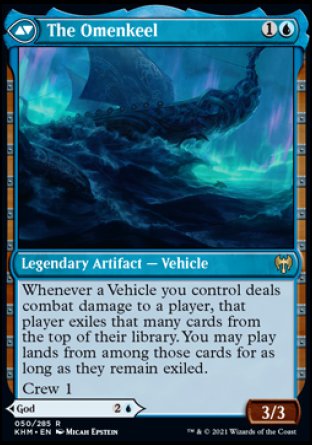 The Omenkeel 1
Legendary Artifact — Vehicle
Whenever a Vehicle you control deals
combat damage to a player, that
player exiles that many cards from
the top of their library. You may play
lands from among those cards for as
long as they remain exiled.
Crew 1
God 2
3/3
050/285 R
KHM • EN MICAH EPSTEIN
™ & © 2021 Wizards of the Coast